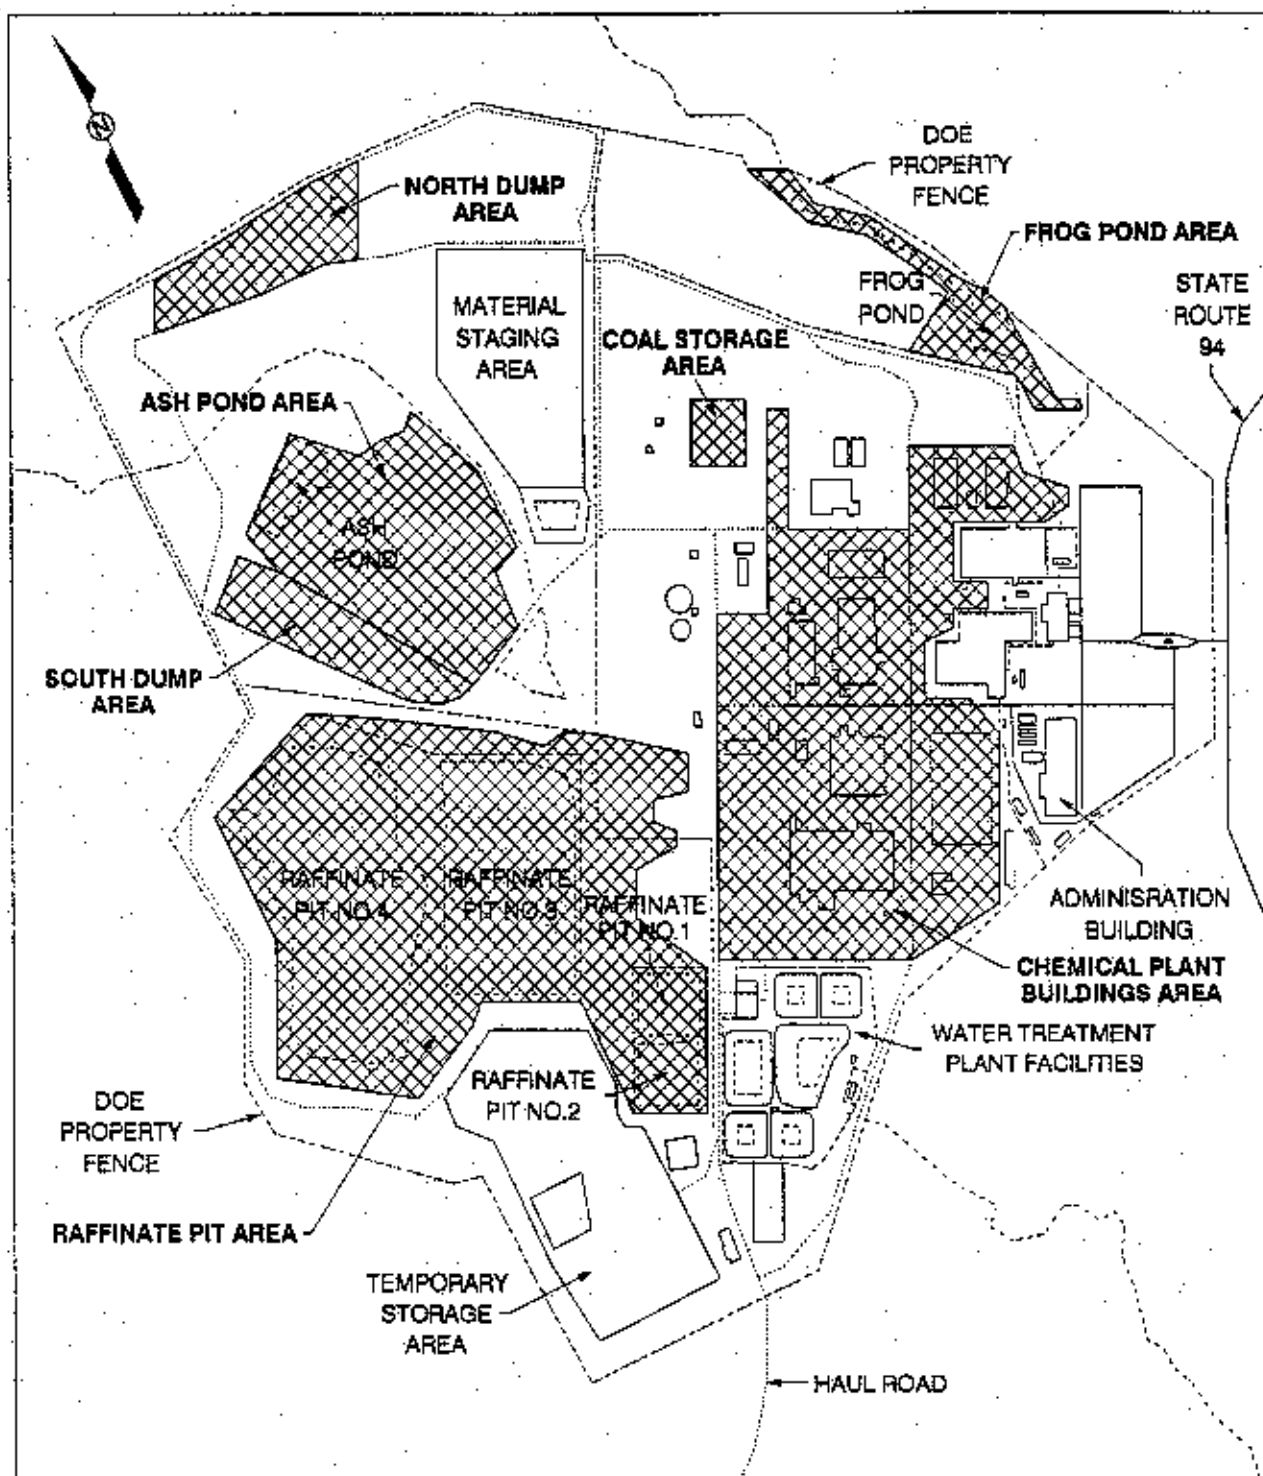 N
DOE
PROPERTY
FENCE
NORTH DUMP
AREA
FROG POND AREA
FROG
POND
STATE
ROUTE
94
MATERIAL
STAGING
AREA
COAL STORAGE
AREA
ASH POND AREA
ASH
POND
SOUTH DUMP
AREA
RAFFINATE
PIT NO.4
RAFFINATE
PIT NO.3
RAFFINATE
PIT NO.1
ADMINISRATION
BUILDING
CHEMICAL PLANT
BUILDINGS AREA
WATER TREATMENT
PLANT FACILITIES
RAFFINATE
PIT NO.2
DOE
PROPERTY
FENCE
RAFFINATE PIT AREA
TEMPORARY
STORAGE
AREA
HAUL ROAD